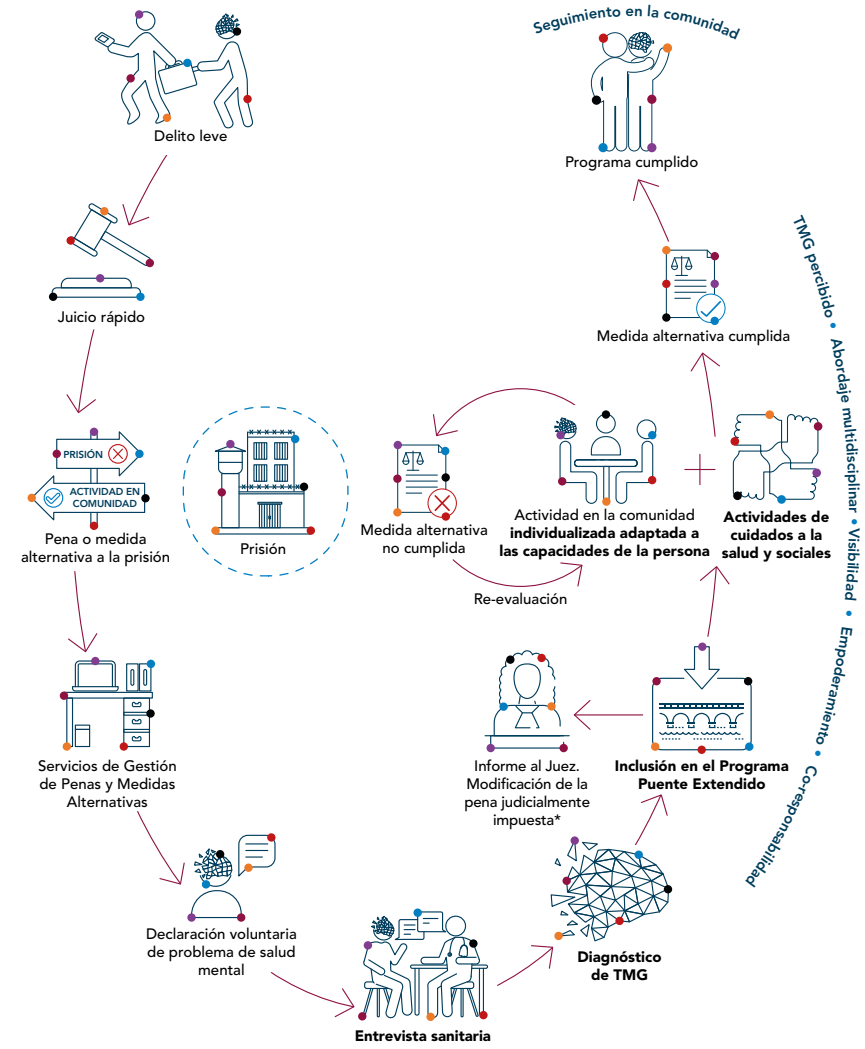 Delito leve
Juicio rápido
PRISIÓN
ACTIVIDAD EN
COMUNIDAD
Pena o medida
alternativa a la prisión
Prisión
Servicios de Gestión
de Penas y Medidas
Alternativas
Declaración voluntaria
de problema de salud
mental
Entrevista sanitaria
Diagnóstico
de TMG
Inclusión en el Programa
Puente Extendido
Informe al Juez.
Modificación de la
pena judicialmente
impuesta*
Actividad en la comunidad
individualizada adaptada a
las capacidades de la persona
Actividades de
cuidados a la
salud y sociales
Medida alternativa
no cumplida
Re-evaluación
Medida alternativa cumplida
Programa cumplido
Seguimiento en la comunidad
TMG percibido • Abordaje multidisciplinar • Visibilidad • Empoderamiento • Co-responsabilidad